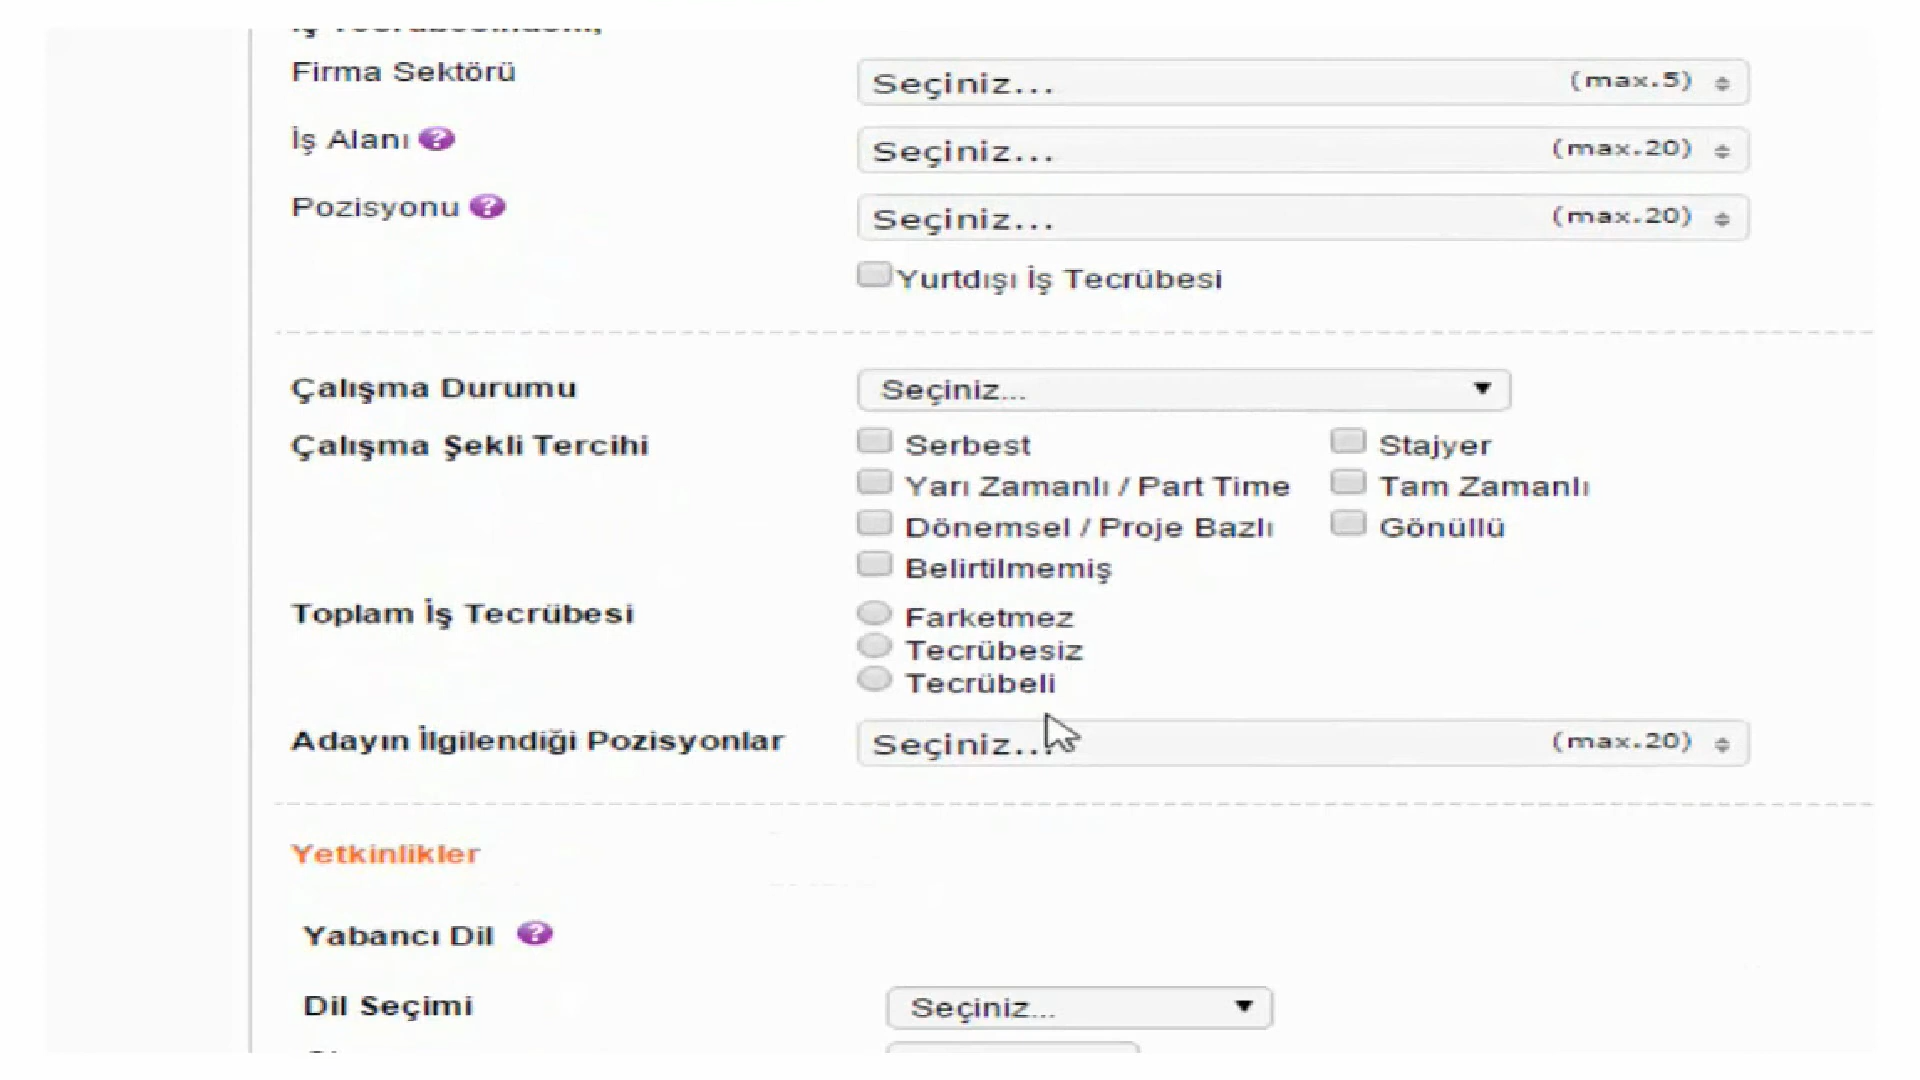 Firma Sektörü Seçiniz... (max.5)
İş Alanı ? Seçiniz... (max.20)
Pozisyonu ? Seçiniz... (max.20)
Yurtdışı İş Tecrübesi
Çalışma Durumu Seçiniz...
Çalışma Şekli Tercihi Serbest Stajyer
Yarı Zamanlı / Part Time Tam Zamanlı
Dönemsel / Proje Bazlı Gönüllü
Belirtilmemiş
Toplam İş Tecrübesi Farketmez
Tecrübesiz
Tecrübeli
Adayın İlgilendiği Pozisyonlar Seçiniz... (max.20)
Yetkinlikler
Yabancı Dil ?
Dil Seçimi Seçiniz...